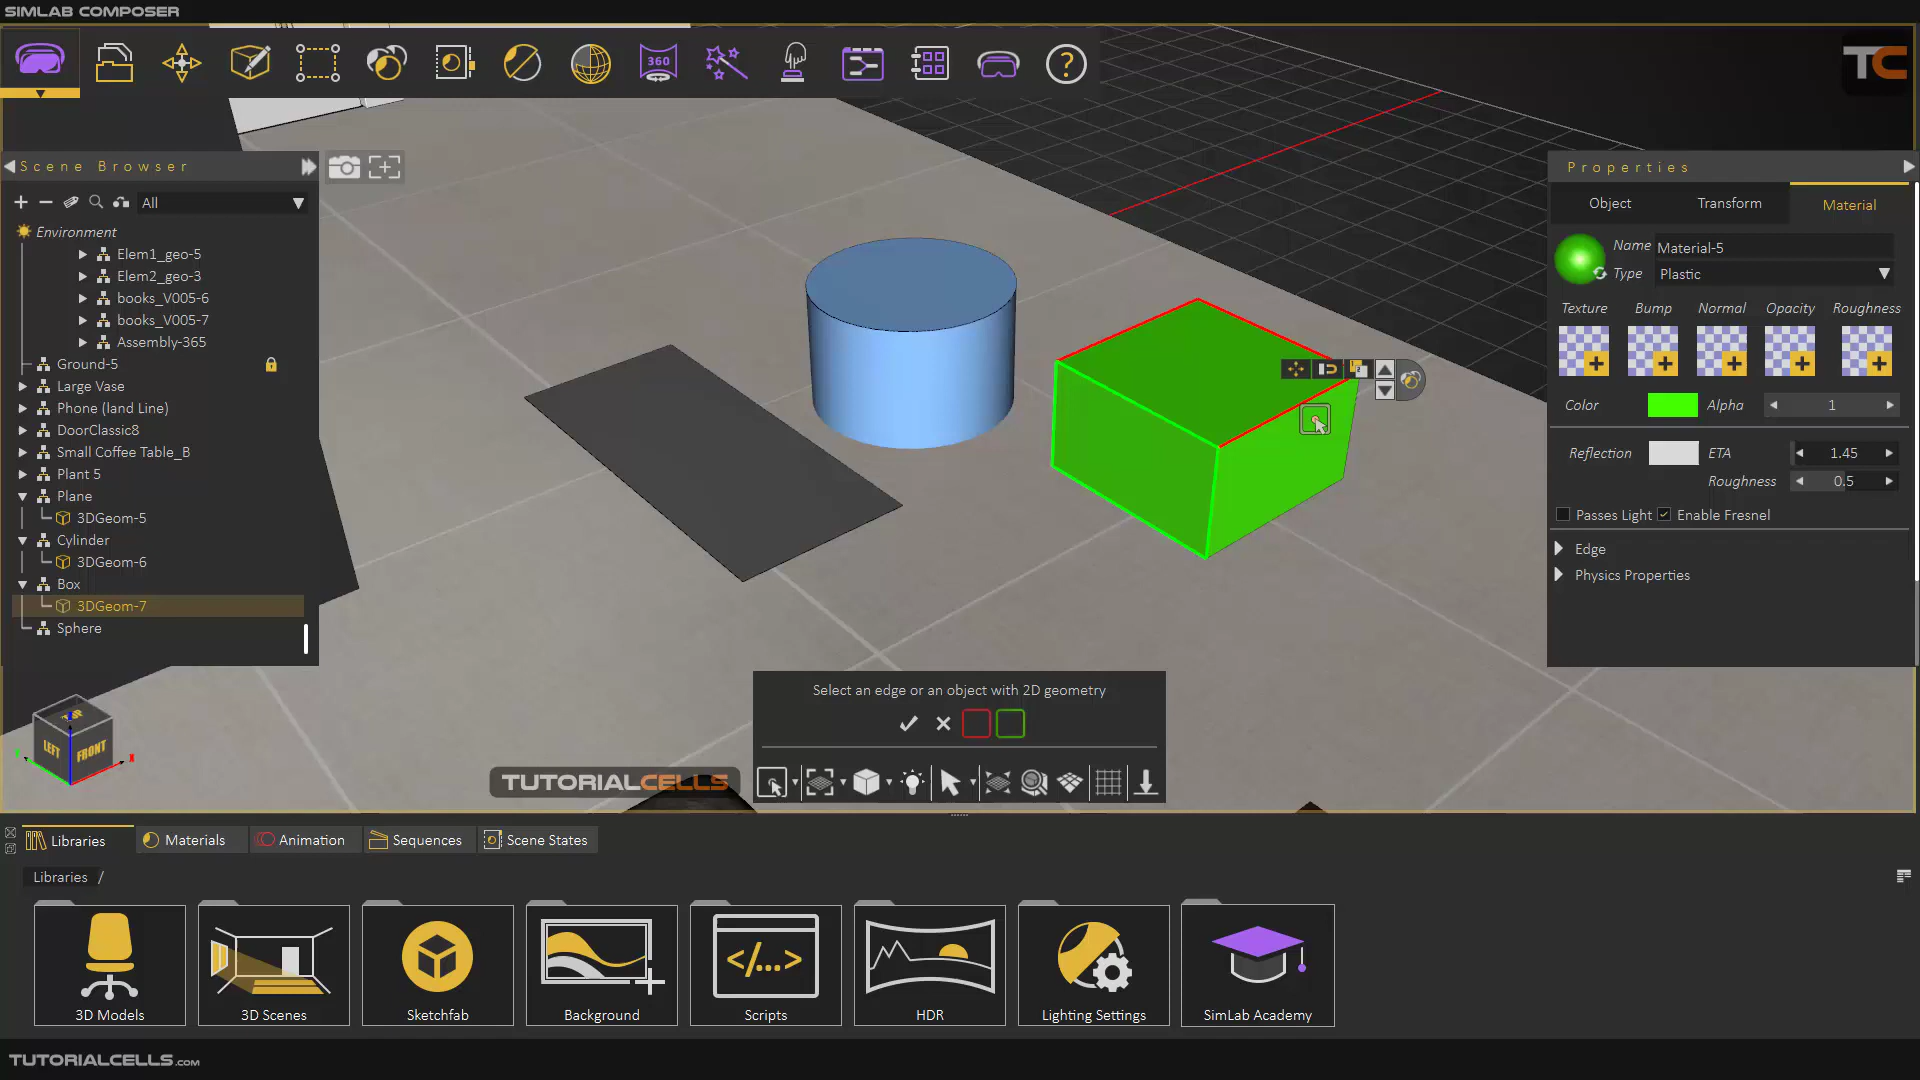 SIMLAB COMPOSER
360
?
TC
Scene Browser
All
Environment
Elem1_geo-5
Elem2_geo-3
books_V005-6
books_V005-7
Assembly-365
Ground-5
Large Vase
Phone (land Line)
DoorClassic8
Small Coffee Table_B
Plant 5
Plane
3DGeom-5
Cylinder
3DGeom-6
Box
3DGeom-7
Sphere
Properties
Object Transform Material
Name Material-5
Type Plastic
Texture Bump Normal Opacity Roughness
Color Alpha 1
Reflection ETA 1.45
Roughness 0.5
Passes Light Enable Fresnel
Edge
Physics Properties
LEFT FRONT
x
Select an edge or an object with 2D geometry
TUTORIALCELLS
Libraries Materials Animation Sequences Scene States
Libraries /
</...>
3D Models 3D Scenes Sketchfab Background Scripts HDR Lighting Settings SimLab Academy
TUTORIALCELLS.com